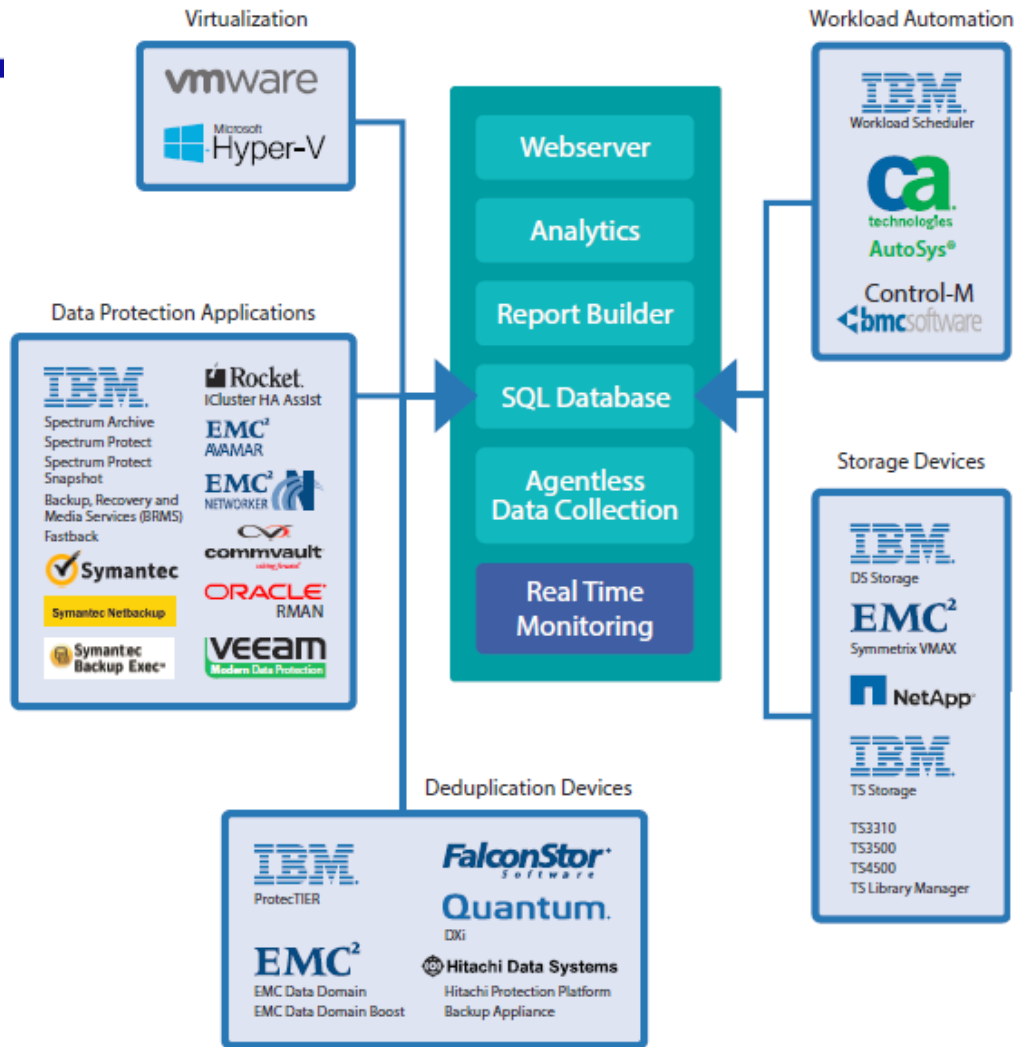 Virtualization
vmware
Microsoft
Hyper-V
Workload Automation
IBM.
Workload Scheduler
ca.
technologies
AutoSys®
Control-M
bmcsoftware
Webserver
Analytics
Report Builder
SQL Database
Agentless
Data Collection
Real Time
Monitoring
Data Protection Applications
IBM.
Spectrum Archive
Spectrum Protect
Spectrum Protect
Snapshot
Backup, Recovery and
Media Services (BRMS)
Fastback
Symantec
Symantec Netbackup
Symantec
Backup Exec™
Rocket.
ICluster HA Assist
EMC²
AVAMAR
EMC²
NETWORKER
commvault
ORACLE®
RMAN
veeam
Modern Data Protection
Storage Devices
IBM.
DS Storage
EMC²
Symmetrix VMAX
NetApp
IBM.
TS Storage
TS3310
TS3500
TS4500
TS Library Manager
Deduplication Devices
IBM.
ProtecTIER
EMC²
EMC Data Domain
EMC Data Domain Boost
FalconStor
Software
Quantum.
DXi
Hitachi Data Systems
Hitachi Protection Platform
Backup Appliance